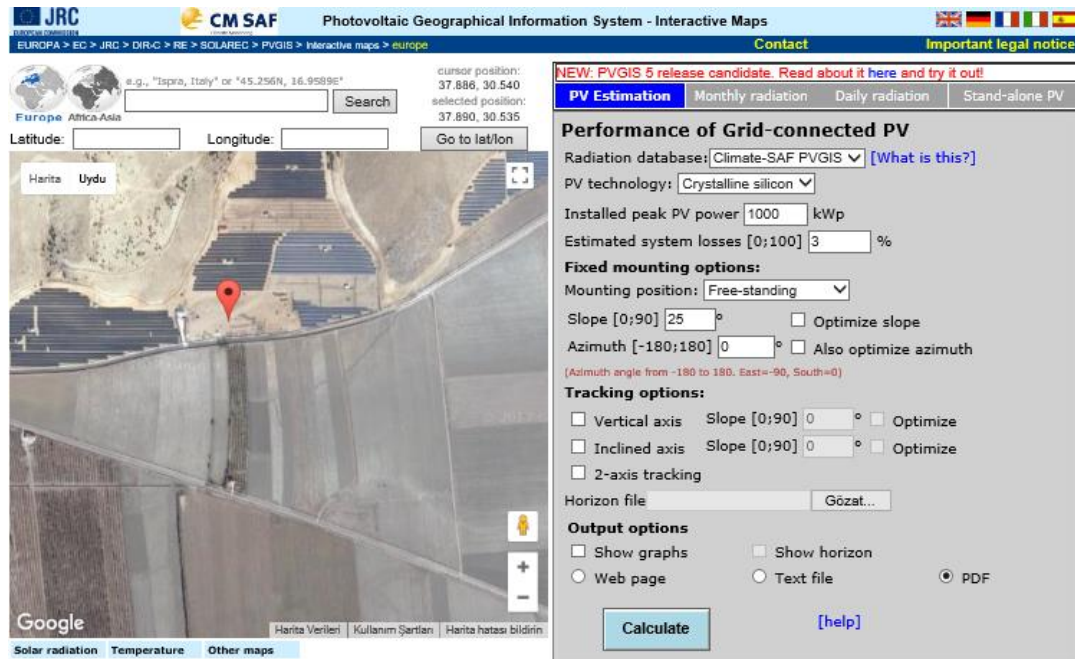 JRC
EUROPEAN COMMISSION
CM SAF
Photovoltaic Geographical Information System - Interactive Maps
EUROPA > EC > JRC > DIR-C > RE > SOLAREC > PVGIS > Interactive maps > europe
Contact
Important legal notice
e.g., "Ispra, Italy" or "45.256N, 16.9589E"
Search
Europe Africa-Asia
cursor position:
37.886, 30.540
selected position:
37.890, 30.535
Latitude:
Longitude:
Go to lat/lon
Harita Uydu
Google
Harita Verileri
Kullanım Şartları
Harita hatası bildirin
Solar radiation Temperature Other maps
NEW: PVGIS 5 release candidate. Read about it here and try it out!
PV Estimation Monthly radiation Daily radiation Stand-alone PV
Performance of Grid-connected PV
Radiation database: Climate-SAF PVGIS [What is this?]
PV technology: Crystalline silicon
Installed peak PV power 1000 kWp
Estimated system losses [0;100] 3 %
Fixed mounting options:
Mounting position: Free-standing
Slope [0;90] 25 º Optimize slope
Azimuth [-180;180] 0 º Also optimize azimuth
(Azimuth angle from -180 to 180. East=-90, South=0)
Tracking options:
Vertical axis Slope [0;90] 0 º Optimize
Inclined axis Slope [0;90] 0 º Optimize
2-axis tracking
Horizon file Gözat...
Output options
Show graphs Show horizon
Web page Text file PDF
Calculate [help]